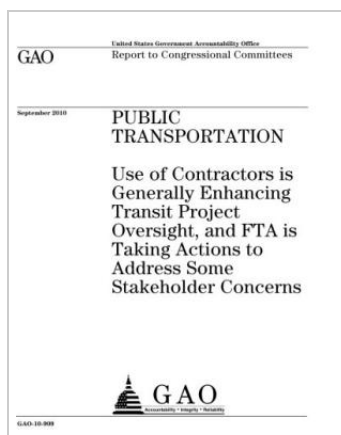 United States Government Accountability Office
GAO
Report to Congressional Committees
September 2010
PUBLIC
TRANSPORTATION
Use of Contractors is
Generally Enhancing
Transit Project
Oversight, and FTA is
Taking Actions to
Address Some
Stakeholder Concerns
GAO
Accountability * Integrity * Reliability
GAO-10-909